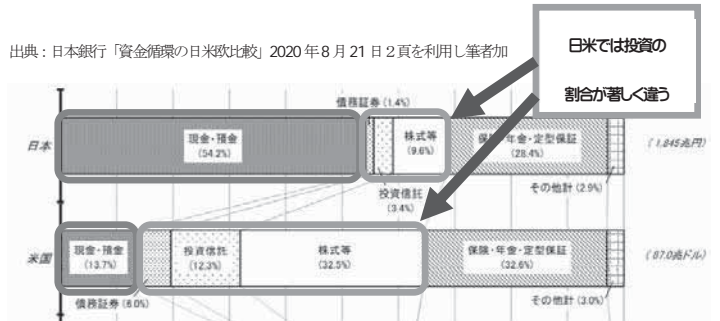 出典：日本銀行「資金循環の日米欧比較」2020年8月21日２頁を利用し筆者加
日米では投資の
割合が著しく違う
債務証券 (1.4%)
日本
現金・預金
(54.2%)
株式等
(9.6%)
保険・年金・定型保証
(28.4%)
(1,845兆円)
投資信託
(3.4%)
その他計 (2.9%)
米国
現金・預金
(13.7%)
投資信託
(12.3%)
株式等
(32.5%)
保険・年金・定型保証
(32.6%)
(87.0兆ドル)
債務証券 (6.0%)
その他計 (3.0%)